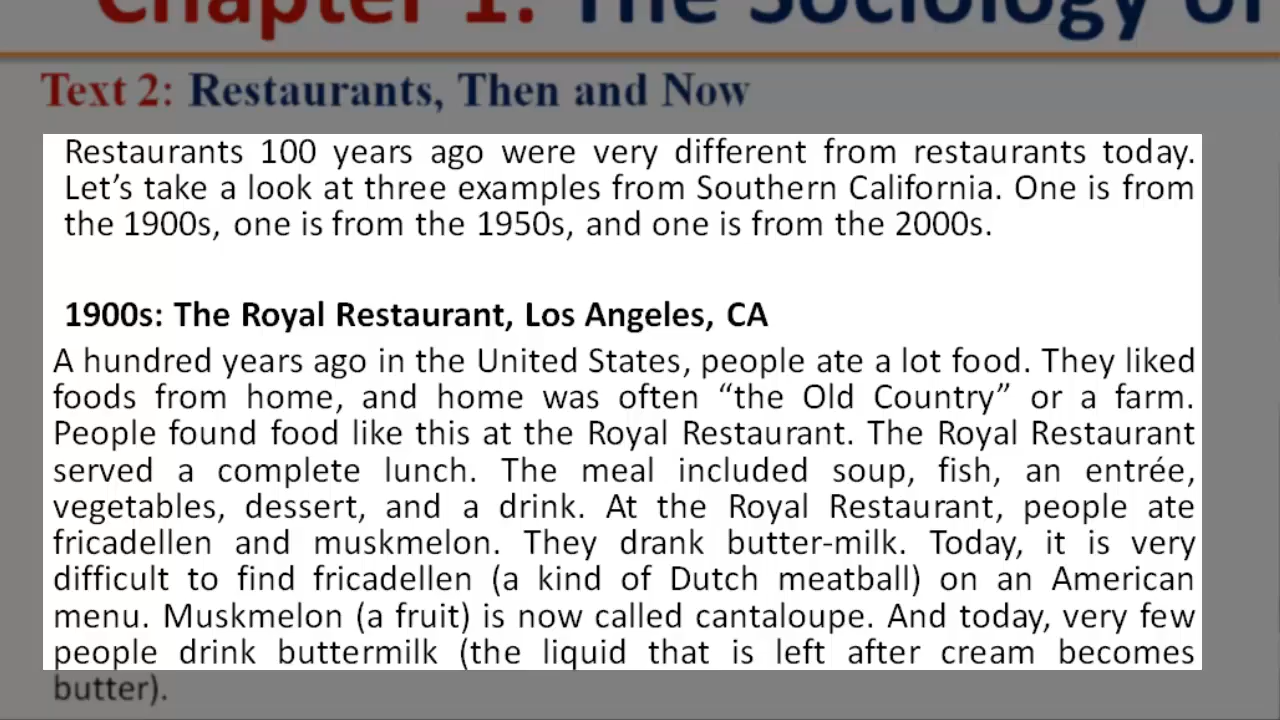 Chapter 1: The Sociology of
Text 2: Restaurants, Then and Now
Restaurants 100 years ago were very different from restaurants today.
Let’s take a look at three examples from Southern California. One is from
the 1900s, one is from the 1950s, and one is from the 2000s.
1900s: The Royal Restaurant, Los Angeles, CA
A hundred years ago in the United States, people ate a lot food. They liked
foods from home, and home was often “the Old Country” or a farm.
People found food like this at the Royal Restaurant. The Royal Restaurant
served a complete lunch. The meal included soup, fish, an entrée,
vegetables, dessert, and a drink. At the Royal Restaurant, people ate
fricadellen and muskmelon. They drank butter-milk. Today, it is very
difficult to find fricadellen (a kind of Dutch meatball) on an American
menu. Muskmelon (a fruit) is now called cantaloupe. And today, very few
people drink buttermilk (the liquid that is left after cream becomes
butter).